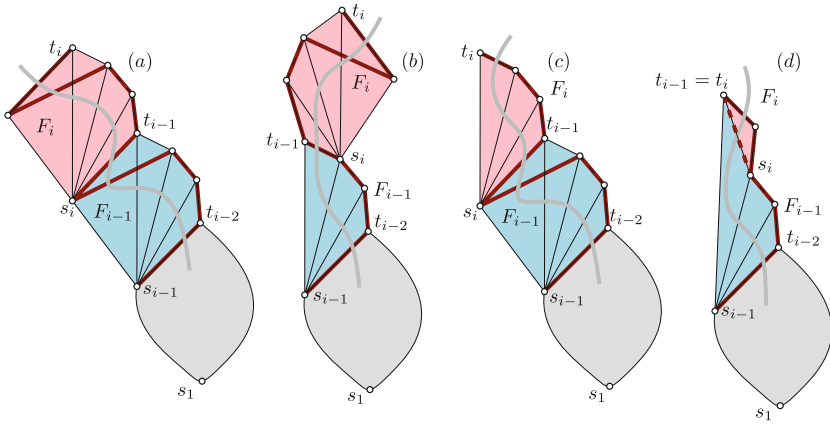 (a)
t_i
F_i
t_{i−1}
s_i
F_{i−1}
t_{i−2}
s_{i−1}
s_1
(b)
t_i
F_i
t_{i−1}
s_i
F_{i−1}
t_{i−2}
s_{i−1}
s_1
(c)
t_i
F_i
t_{i−1}
s_i
F_{i−1}
t_{i−2}
s_{i−1}
s_1
(d)
t_{i−1} = t_i
F_i
s_i
F_{i−1}
t_{i−2}
s_{i−1}
s_1